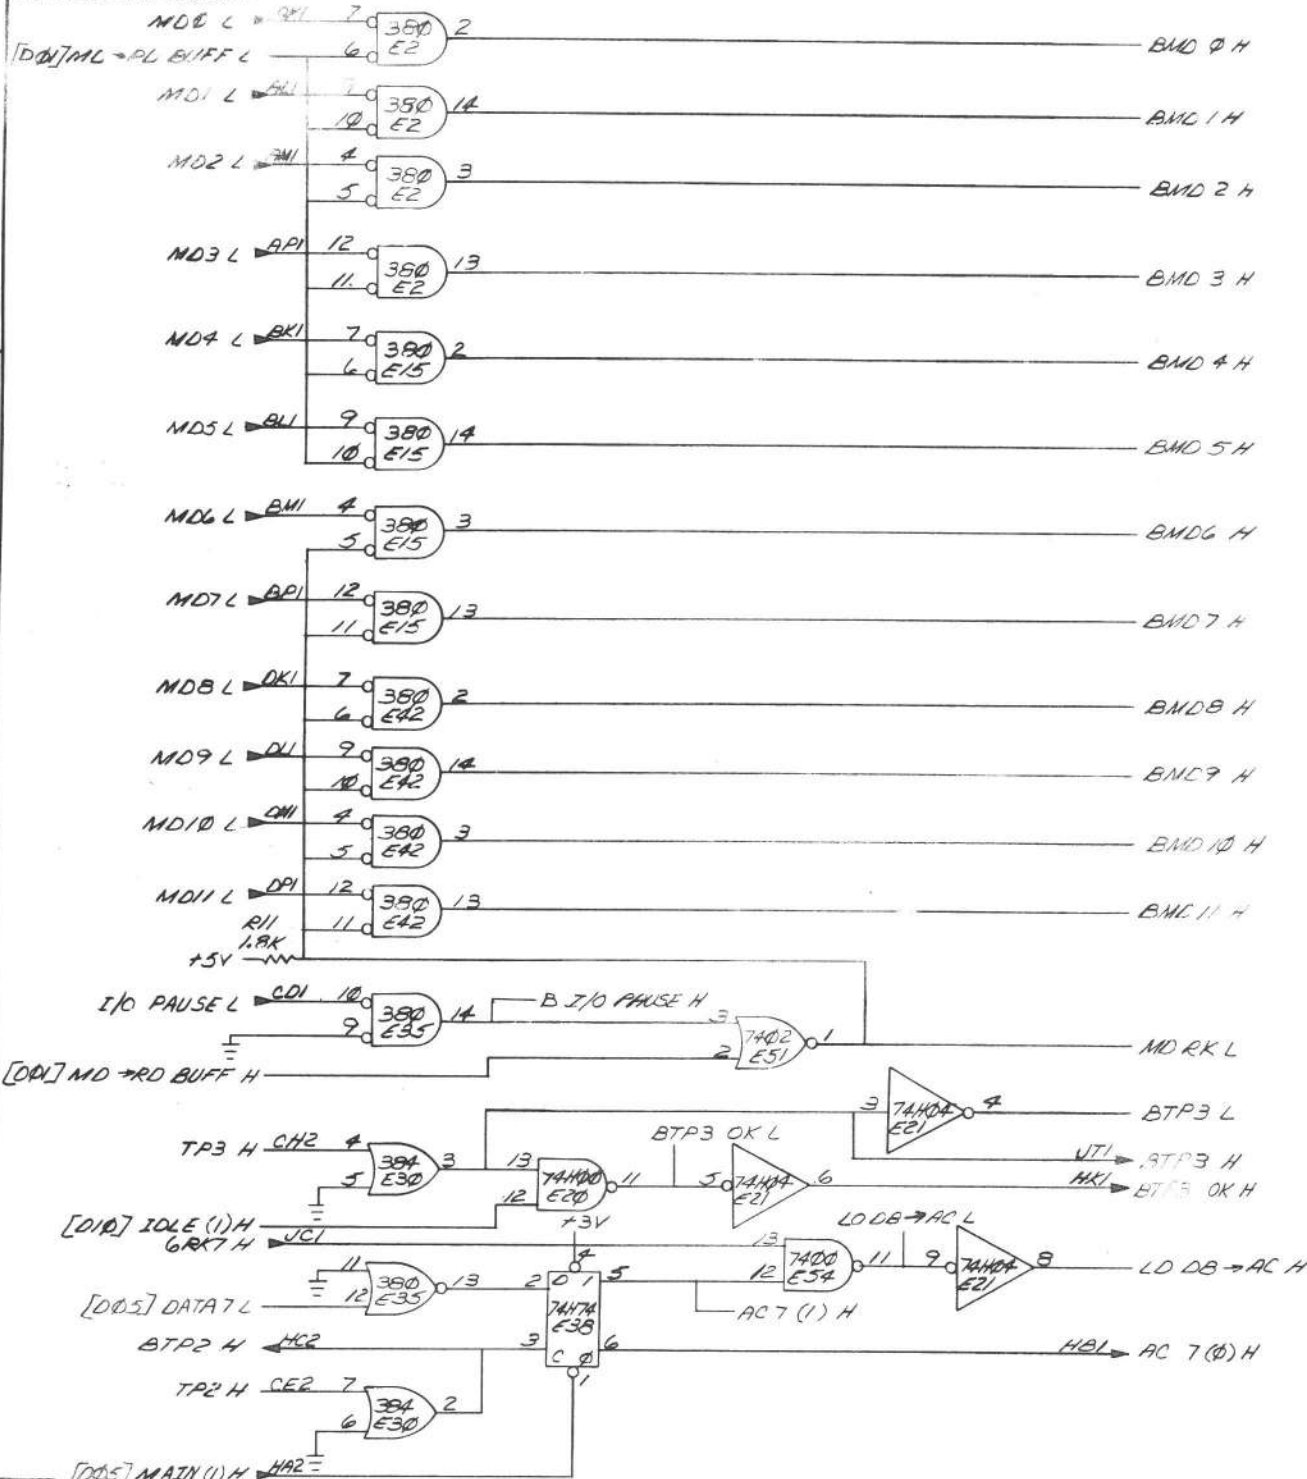 MD0 L BK1 7 380 E2 2 BMD 0 H
[D01] ML→PL BUFF L 6
MD1 L AL1 9 10 380 E2 14 BMD 1 H
MD2 L AM1 4 5 380 E2 3 BMD 2 H
MD3 L AP1 12 11 380 E2 13 BMD 3 H
MD4 L BK1 7 6 380 E15 2 BMD 4 H
MD5 L BL1 9 10 380 E15 14 BMD 5 H
MD6 L BM1 4 5 380 E15 3 BMD6 H
MD7 L BP1 12 11 380 E15 13 BMD 7 H
MD8 L DK1 7 6 380 E42 2 BMD8 H
MD9 L DL1 9 10 380 E42 14 BMD9 H
MD10 L DM1 4 5 380 E42 3 BMD 10 H
MD11 L DP1 12 11 380 E42 13 BMD 11 H
R11
1.8K
+5V
I/O PAUSE L CD1 10 9 380 E35 14 B I/O PAUSE H
3 2 7402 E51 1 MD RK L
[D01] MD→RD BUFF H
3 74H04 E21 4 BTP3 L
TP3 H CH2 4 5 384 E30 3
JT1 BTP3 H
13 12 74H00 E20 11 BTP3 OK L 5 74H04 E21 6 HK1 BTP3 OK H
[D10] IDLE (1) H
6RK7 H JC1
+3V
13 12 7400 E54 11 LD DB→AC L 9 74H04 E21 8 LD DB→AC H
11 12 380 E35 13
[D05] DATA 7 L
2 D 1 5 4 74H74 E38 3 C 0 6 1
AC 7 (1) H
BTP2 H HC2
HB1 AC 7 (0) H
TP2 H CE2 7 6 384 E30 2
[D05] MAIN (1) H HA2